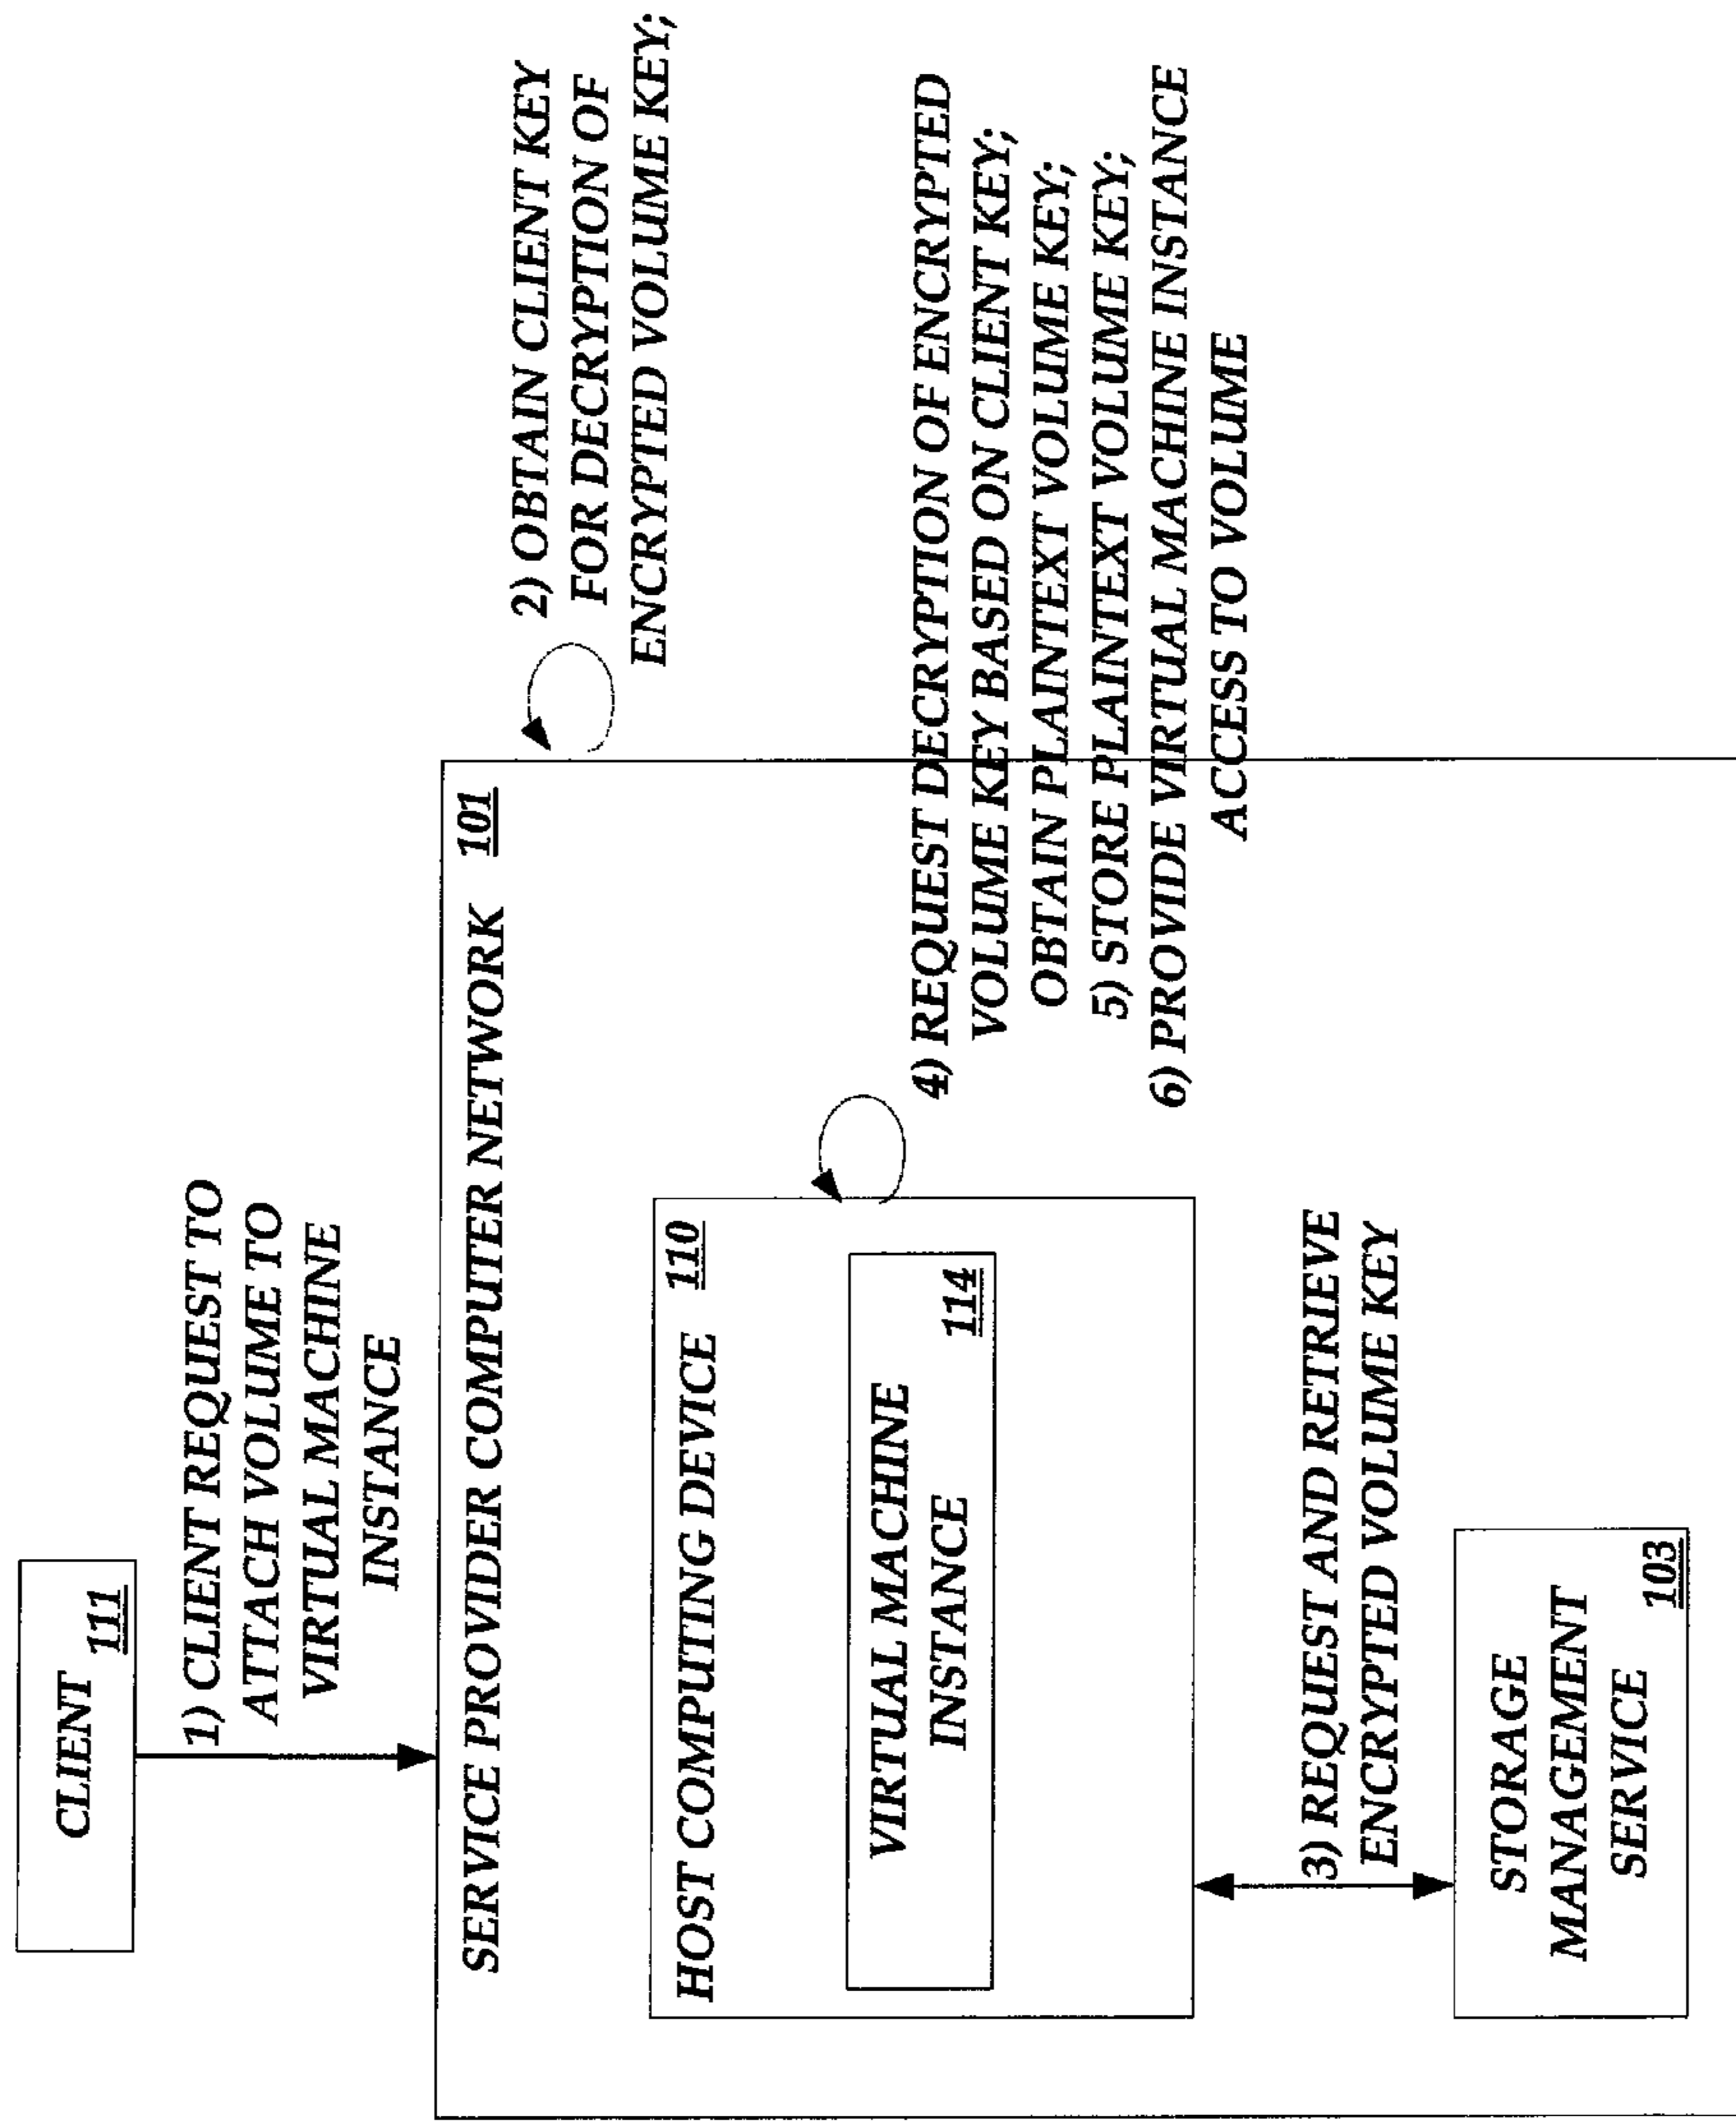 CLIENT
111
1) CLIENT REQUEST TO
ATTACH VOLUME TO
VIRTUAL MACHINE
INSTANCE
SERVICE PROVIDER COMPUTER NETWORK 101
2) OBTAIN CLIENT KEY
FOR DECRYPTION OF
ENCRYPTED VOLUME KEY;
HOST COMPUTING DEVICE 110
VIRTUAL MACHINE
INSTANCE
114
4) REQUEST DECRYPTION OF ENCRYPTED
VOLUME KEY BASED ON CLIENT KEY;
OBTAIN PLAINTEXT VOLUME KEY;
5) STORE PLAINTEXT VOLUME KEY;
6) PROVIDE VIRTUAL MACHINE INSTANCE
ACCESS TO VOLUME
3) REQUEST AND RETRIEVE
ENCRYPTED VOLUME KEY
STORAGE
MANAGEMENT
SERVICE
103